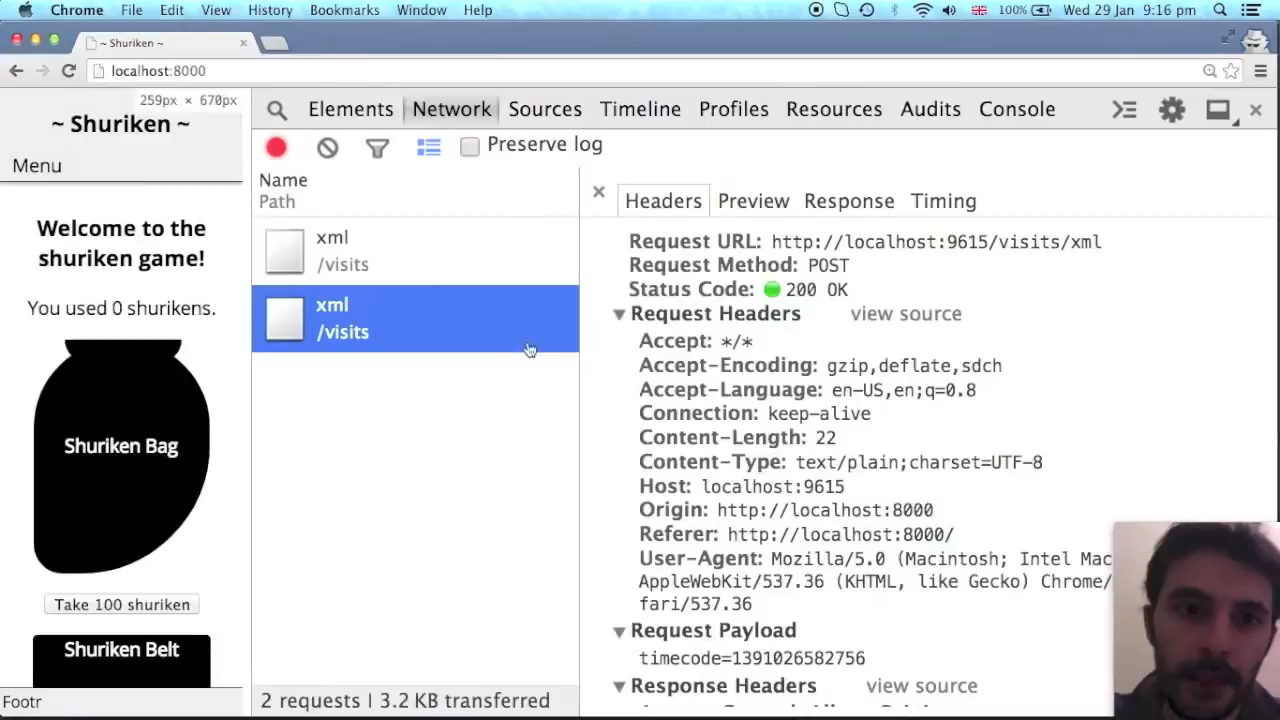 Chrome File Edit View History Bookmarks Window Help 100% Wed 29 Jan 9:16 pm
~ Shuriken ~
localhost:8000
259px × 670px
~ Shuriken ~
Menu
Welcome to the
shuriken game!
You used 0 shurikens.
Shuriken Bag
Take 100 shuriken
Shuriken Belt
Footr
Elements Network Sources Timeline Profiles Resources Audits Console
Preserve log
Name
Path
xml
/visits
xml
/visits
2 requests | 3.2 KB transferred
Headers Preview Response Timing
Request URL: http://localhost:9615/visits/xml
Request Method: POST
Status Code: 200 OK
Request Headers view source
Accept: */*
Accept-Encoding: gzip,deflate,sdch
Accept-Language: en-US,en;q=0.8
Connection: keep-alive
Content-Length: 22
Content-Type: text/plain;charset=UTF-8
Host: localhost:9615
Origin: http://localhost:8000
Referer: http://localhost:8000/
User-Agent: Mozilla/5.0 (Macintosh; Intel Mac
AppleWebKit/537.36 (KHTML, like Gecko) Chrome/
fari/537.36
Request Payload
timecode=1391026582756
Response Headers view source